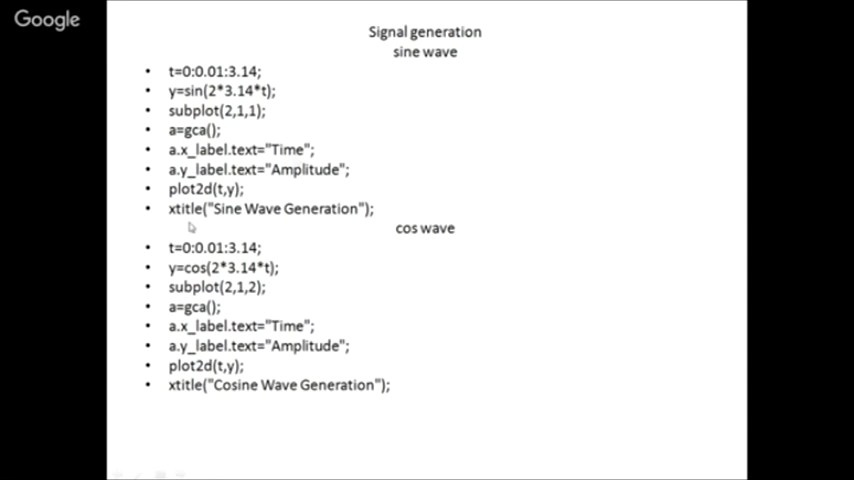 Google
Signal generation
sine wave
• t=0:0.01:3.14;
• y=sin(2*3.14*t);
• subplot(2,1,1);
• a=gca();
• a.x_label.text="Time";
• a.y_label.text="Amplitude";
• plot2d(t,y);
• xtitle("Sine Wave Generation");
cos wave
• t=0:0.01:3.14;
• y=cos(2*3.14*t);
• subplot(2,1,2);
• a=gca();
• a.x_label.text="Time";
• a.y_label.text="Amplitude";
• plot2d(t,y);
• xtitle("Cosine Wave Generation");